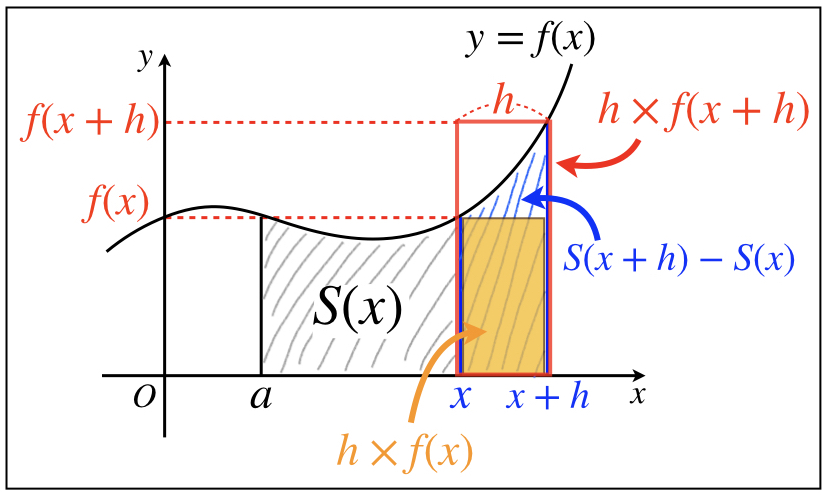 y = f(x)
y
h
f(x + h)
h × f(x + h)
f(x)
S(x + h) − S(x)
S(x)
O
a
x
x + h
x
h × f(x)